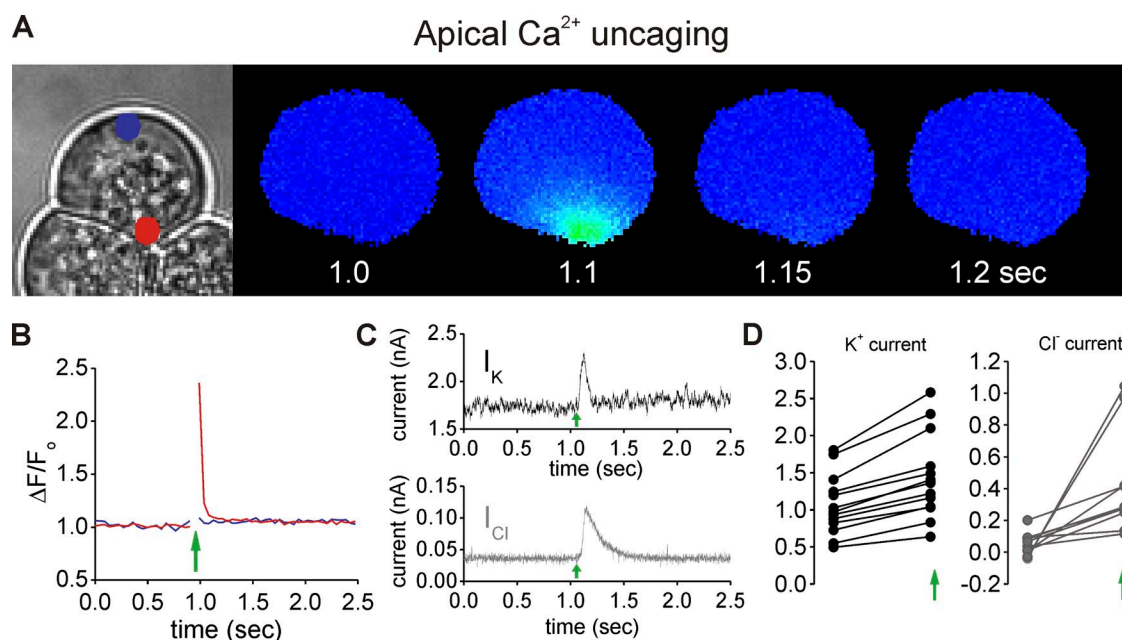 A
Apical Ca²⁺ uncaging
1.0 1.1 1.15 1.2 sec
B
ΔF/Fo
2.5
2.0
1.5
1.0
0.5
0.0 0.5 1.0 1.5 2.0 2.5
time (sec)
C
current (nA)
2.5
2.0
1.5
I_K
0.0 0.5 1.0 1.5 2.0 2.5
time (sec)
current (nA)
0.15
0.10
0.05
0.00
I_Cl
0.0 0.5 1.0 1.5 2.0 2.5
time (sec)
D
K⁺ current
3.0
2.5
2.0
1.5
1.0
0.5
0.0
Cl⁻ current
1.2
1.0
0.8
0.6
0.4
0.2
0.0
-0.2